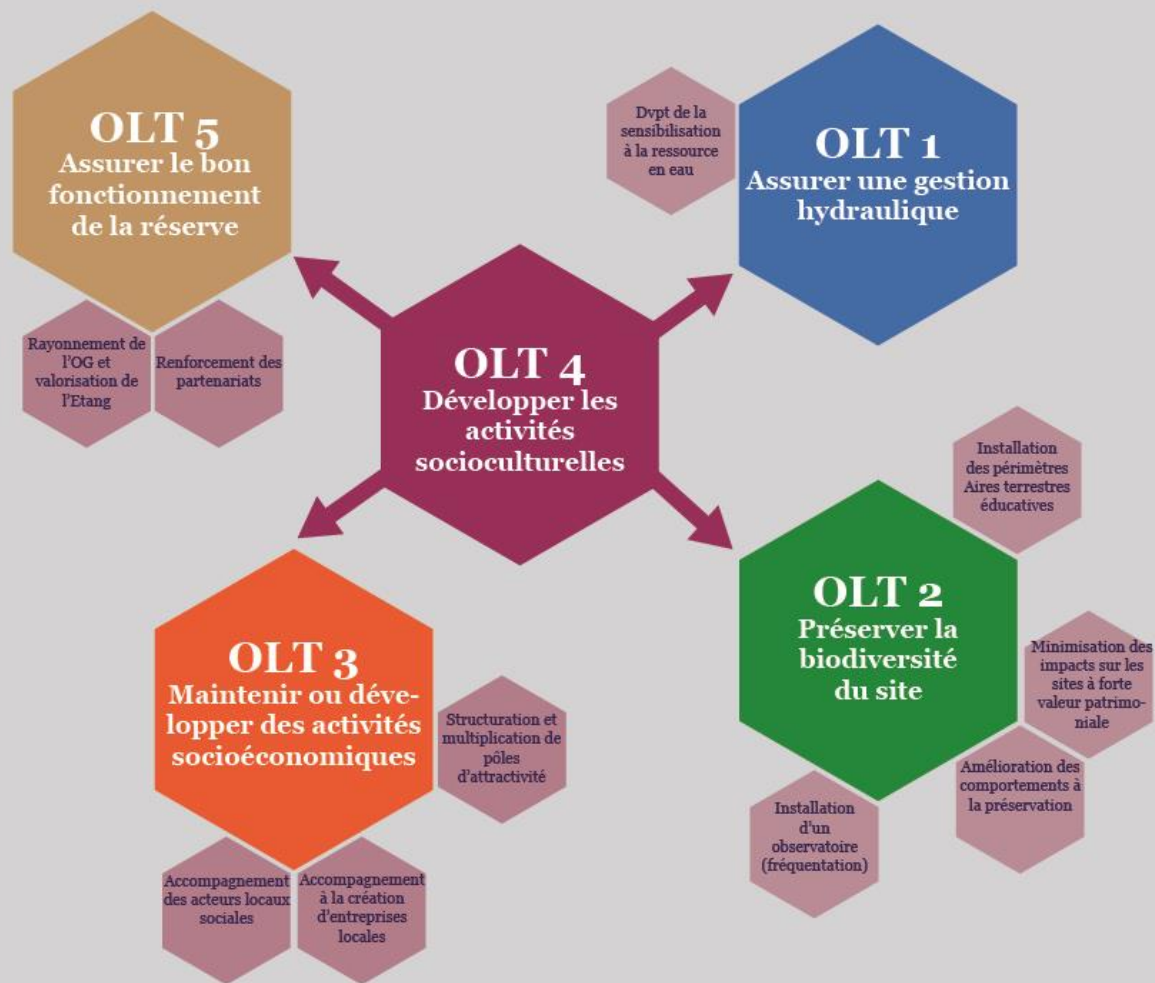 OLT 5
Assurer le bon
fonctionnement
de la réserve
Rayonnement de
l'OG et
valorisation de
l'Etang
Renforcement des
partenariats
Dvpt de la
sensibilisation
à la ressource
en eau
OLT 1
Assurer une gestion
hydraulique
OLT 4
Développer les
activités
socioculturelles
OLT 3
Maintenir ou déve-
lopper des activités
socioéconomiques
Structuration et
multiplication de
pôles
d'attractivité
Accompagnement
des acteurs locaux
sociales
Accompagnement
à la création
d'entreprises
locales
Installation
des périmètres
Aires terrestres
éducatives
OLT 2
Préserver la
biodiversité
du site
Minimisation des
impacts sur les
sites à forte
valeur patrimo-
niale
Amélioration des
comportements à
la préservation
Installation
d'un
observatoire
(fréquentation)